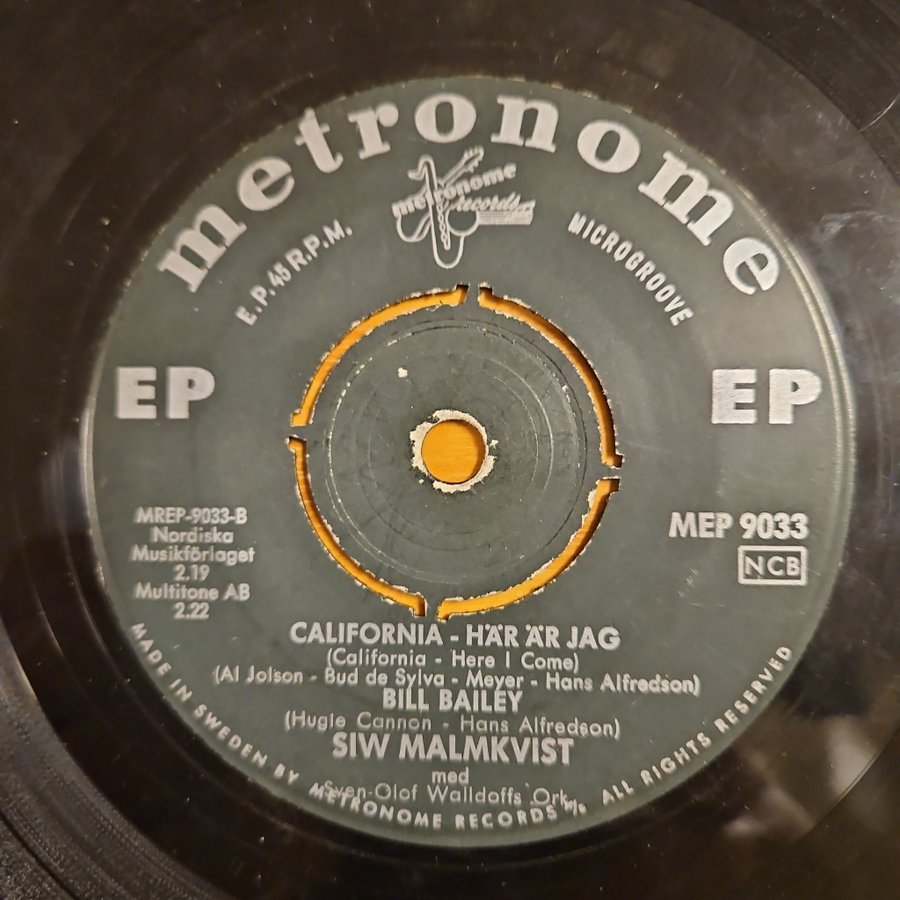 metronome
metronome
records
E.P. 45 R.P.M.
MICROGROOVE
EP
EP
MREP-9033-B
Nordiska
Musikförlaget
2.19
Multitone AB
2.22
MEP 9033
NCB
CALIFORNIA - HÄR ÄR JAG
(California - Here I Come)
(Al Jolson - Bud de Sylva - Meyer - Hans Alfredson)
BILL BAILEY
(Hugie Cannon - Hans Alfredson)
SIW MALMKVIST
med
Sven-Olof Walldoffs Ork.
MADE IN SWEDEN BY METRONOME RECORDS ALL RIGHTS RESERVED